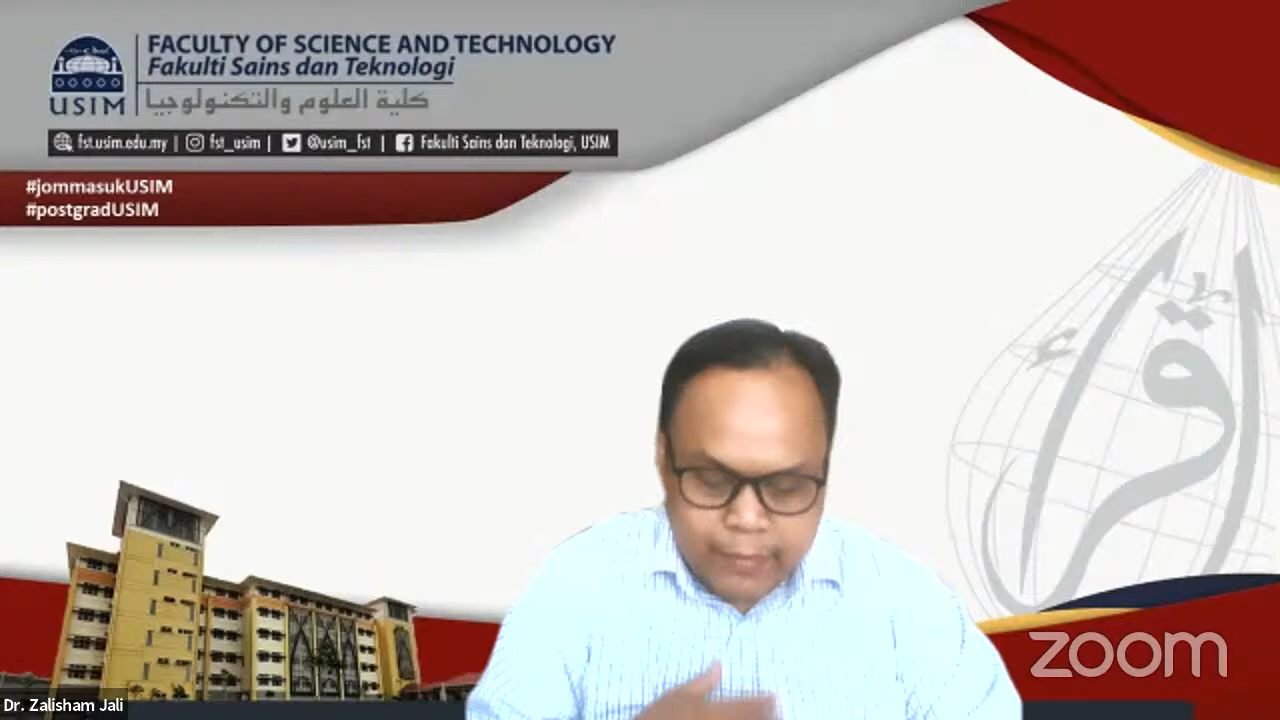 FACULTY OF SCIENCE AND TECHNOLOGY
Fakulti Sains dan Teknologi
كلية العلوم والتكنولوجيا
USIM
fst.usim.edu.my | fst_usim | @usim_fst | Fakulti Sains dan Teknologi, USIM
#jommasukUSIM
#postgradUSIM
اقرأ
zoom
Dr. Zalisham Jali